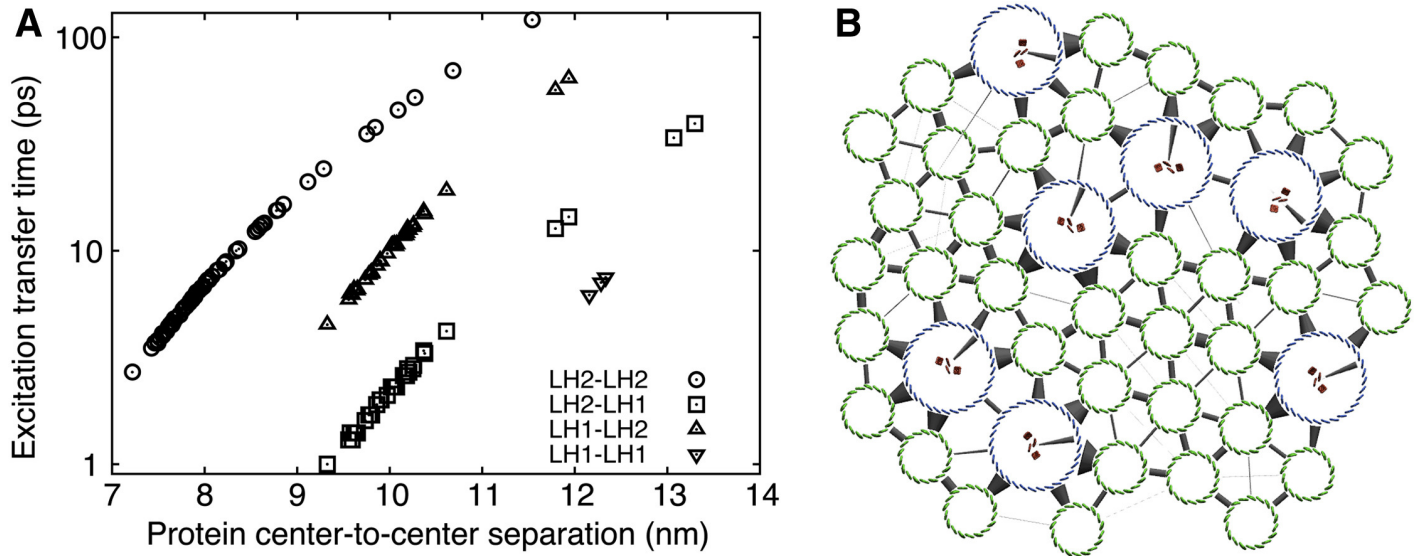 A
Excitation transfer time (ps)
100
10
1
7 8 9 10 11 12 13 14
Protein center-to-center separation (nm)
LH2-LH2
LH2-LH1
LH1-LH2
LH1-LH1
B